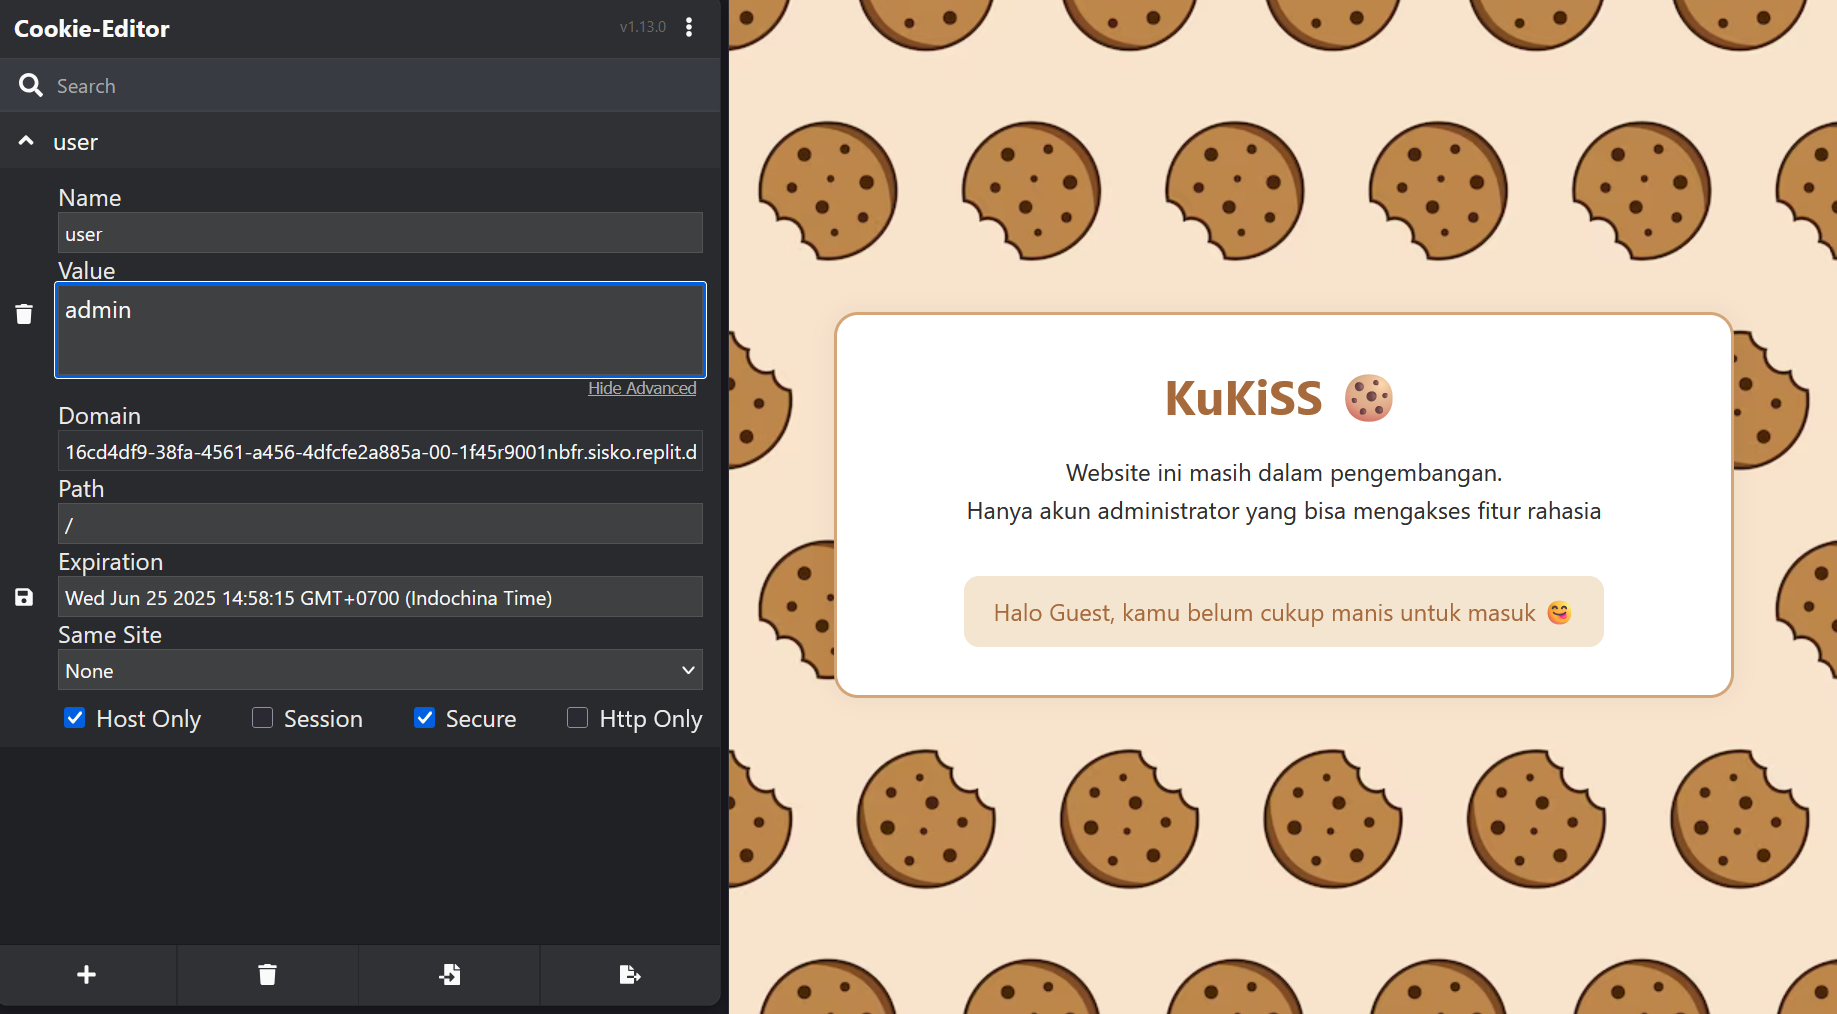 Cookie-Editor
v1.13.0
Search
user
Name
user
Value
admin
Hide Advanced
Domain
16cd4df9-38fa-4561-a456-4dfcfe2a885a-00-1f45r9001nbfr.sisko.replit.d
Path
/
Expiration
Wed Jun 25 2025 14:58:15 GMT+0700 (Indochina Time)
Same Site
None
Host Only
Session
Secure
Http Only
KuKiSS 🍪
Website ini masih dalam pengembangan.
Hanya akun administrator yang bisa mengakses fitur rahasia
Halo Guest, kamu belum cukup manis untuk masuk 😋